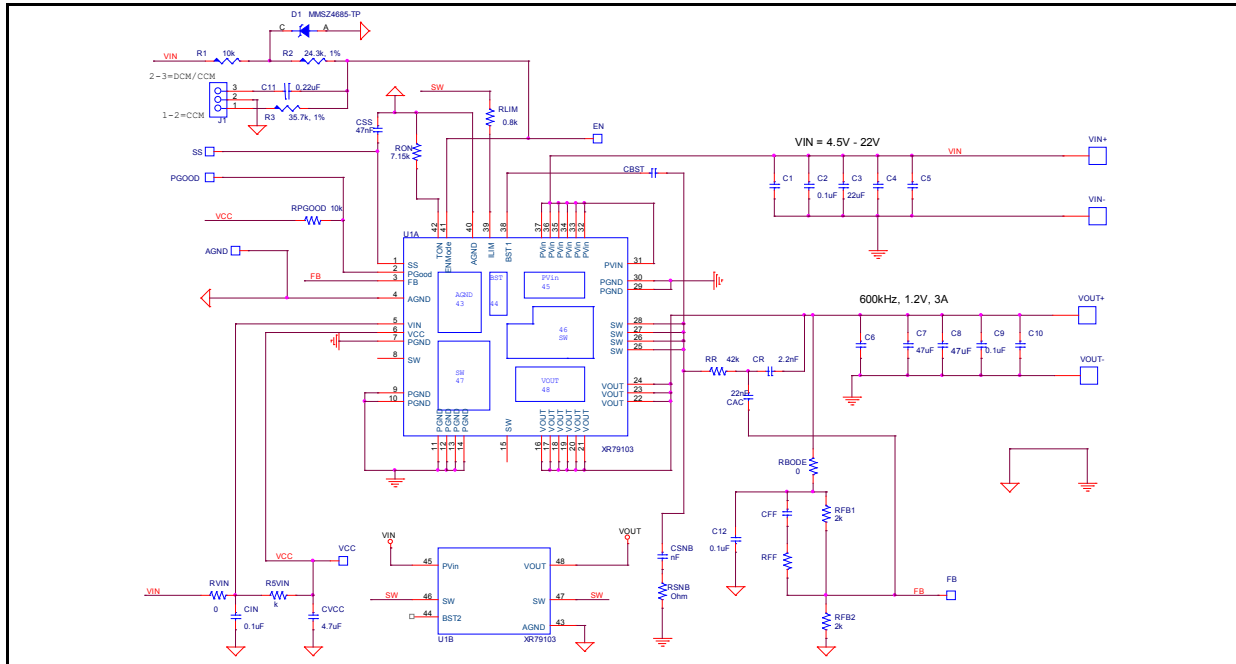 D1 MMSZ4685-TP
C
A
VIN
R1
10k
R2
24.3k, 1%
2-3=DCM/CCM
3
2
1
C11
0.22uF
1-2=CCM
J1
R3
35.7k, 1%
SW
RLIM
0.8k
CSS
47nF
RON
7.15k
EN
SS
PGOOD
VCC
RPGOOD 10k
AGND
FB
CBST
VIN = 4.5V - 22V
VIN
VIN+
C1
C2
0.1uF
C3
22uF
C4
C5
VIN-
U1A
42
41
40
39
38
37
36
35
34
33
32
TON
ENMode
AGND
ILIM
BST1
PVin
PVin
PVin
PVin
PVin
PVin
1
2
3
4
5
6
7
8
9
10
SS
PGood
FB
AGND
VIN
VCC
PGND
SW
PGND
PGND
AGND
43
BST
44
PVin
45
46
SW
SW
47
VOUT
48
PVIN
31
PGND
30
PGND
29
SW
28
SW
27
SW
26
SW
25
VOUT
24
VOUT
23
VOUT
22
PGND
PGND
PGND
PGND
SW
VOUT
VOUT
VOUT
VOUT
VOUT
VOUT
11
12
13
14
15
16
17
18
19
20
21
XR79103
600kHz, 1.2V, 3A
VOUT+
C6
C7
47uF
C8
47uF
C9
0.1uF
C10
VOUT-
RR
42k
CR
2.2nF
22nF
CAC
RBODE
0
C12
0.1uF
CFF
RFF
RFB1
2k
FB
FB
RFB2
2k
CSNB
nF
RSNB
Ohm
VCC
VCC
VIN
RVIN
0
R5VIN
k
CIN
0.1uF
CVCC
4.7uF
VIN
VOUT
45
PVin
VOUT
48
SW
46
SW
SW
47
SW
44
BST2
AGND
43
U1B
XR79103